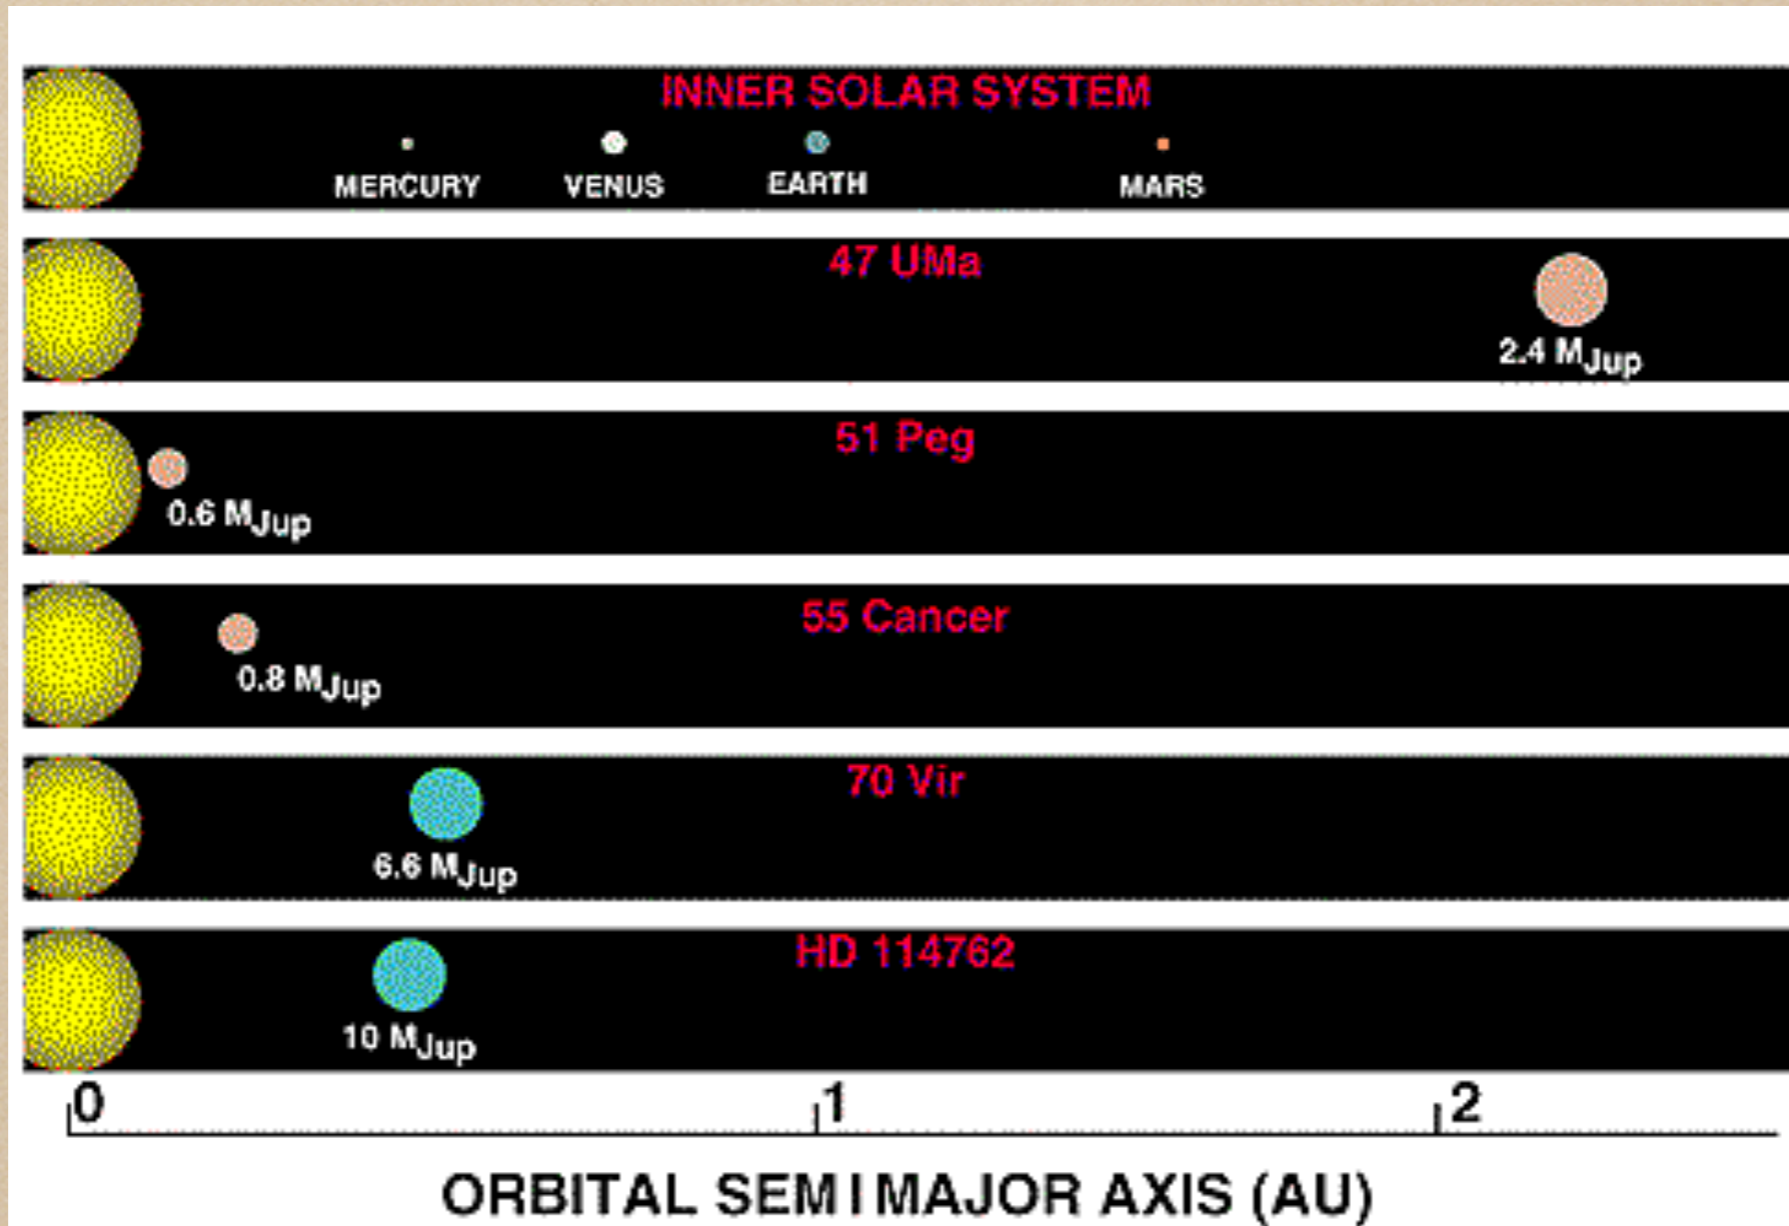 INNER SOLAR SYSTEM
MERCURY VENUS EARTH MARS
47 UMa
2.4 MJup
51 Peg
0.6 MJup
55 Cancer
0.8 MJup
70 Vir
6.6 MJup
HD 114762
10 MJup
0 1 2
ORBITAL SEMI MAJOR AXIS (AU)